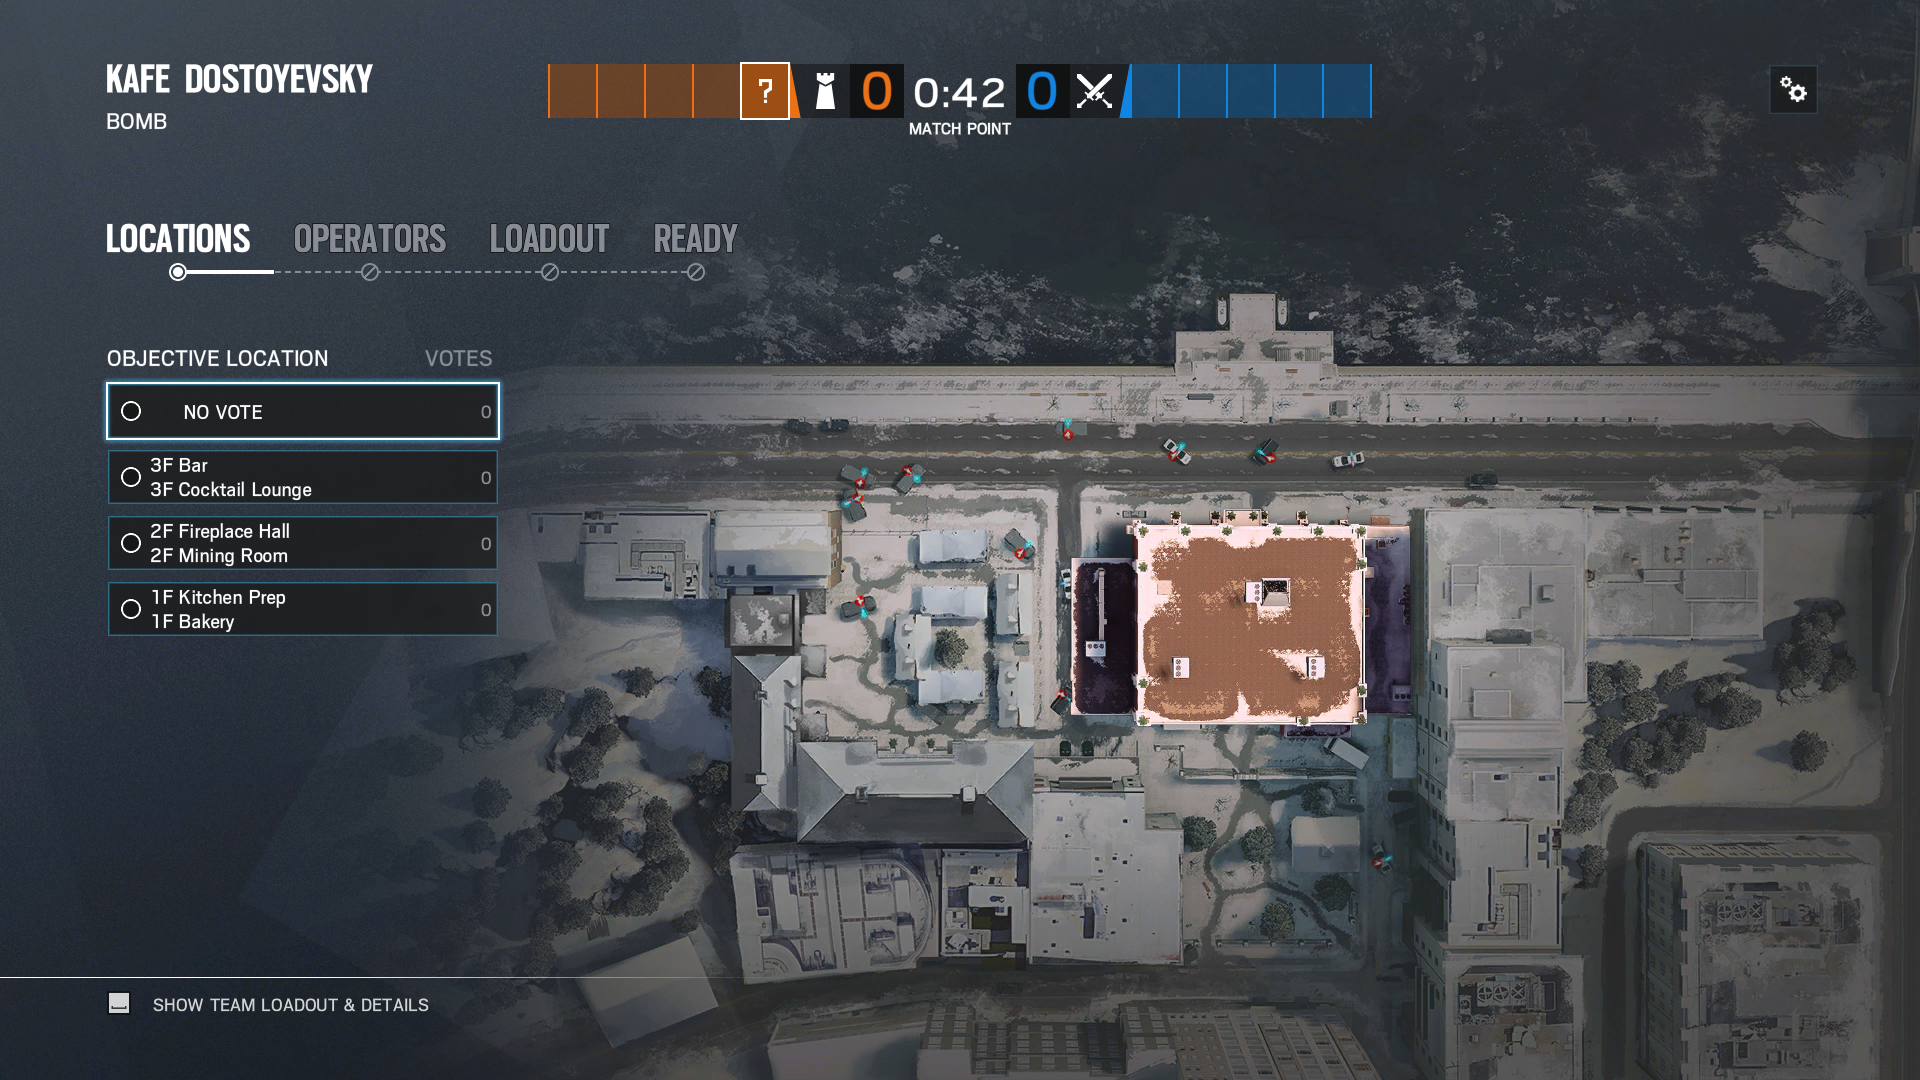 KAFE DOSTOYEVSKY
BOMB
?
0
0:42
0
MATCH POINT
LOCATIONS
OPERATORS
LOADOUT
READY
OBJECTIVE LOCATION
VOTES
NO VOTE
0
3F Bar
3F Cocktail Lounge
0
2F Fireplace Hall
2F Mining Room
0
1F Kitchen Prep
1F Bakery
0
SHOW TEAM LOADOUT & DETAILS